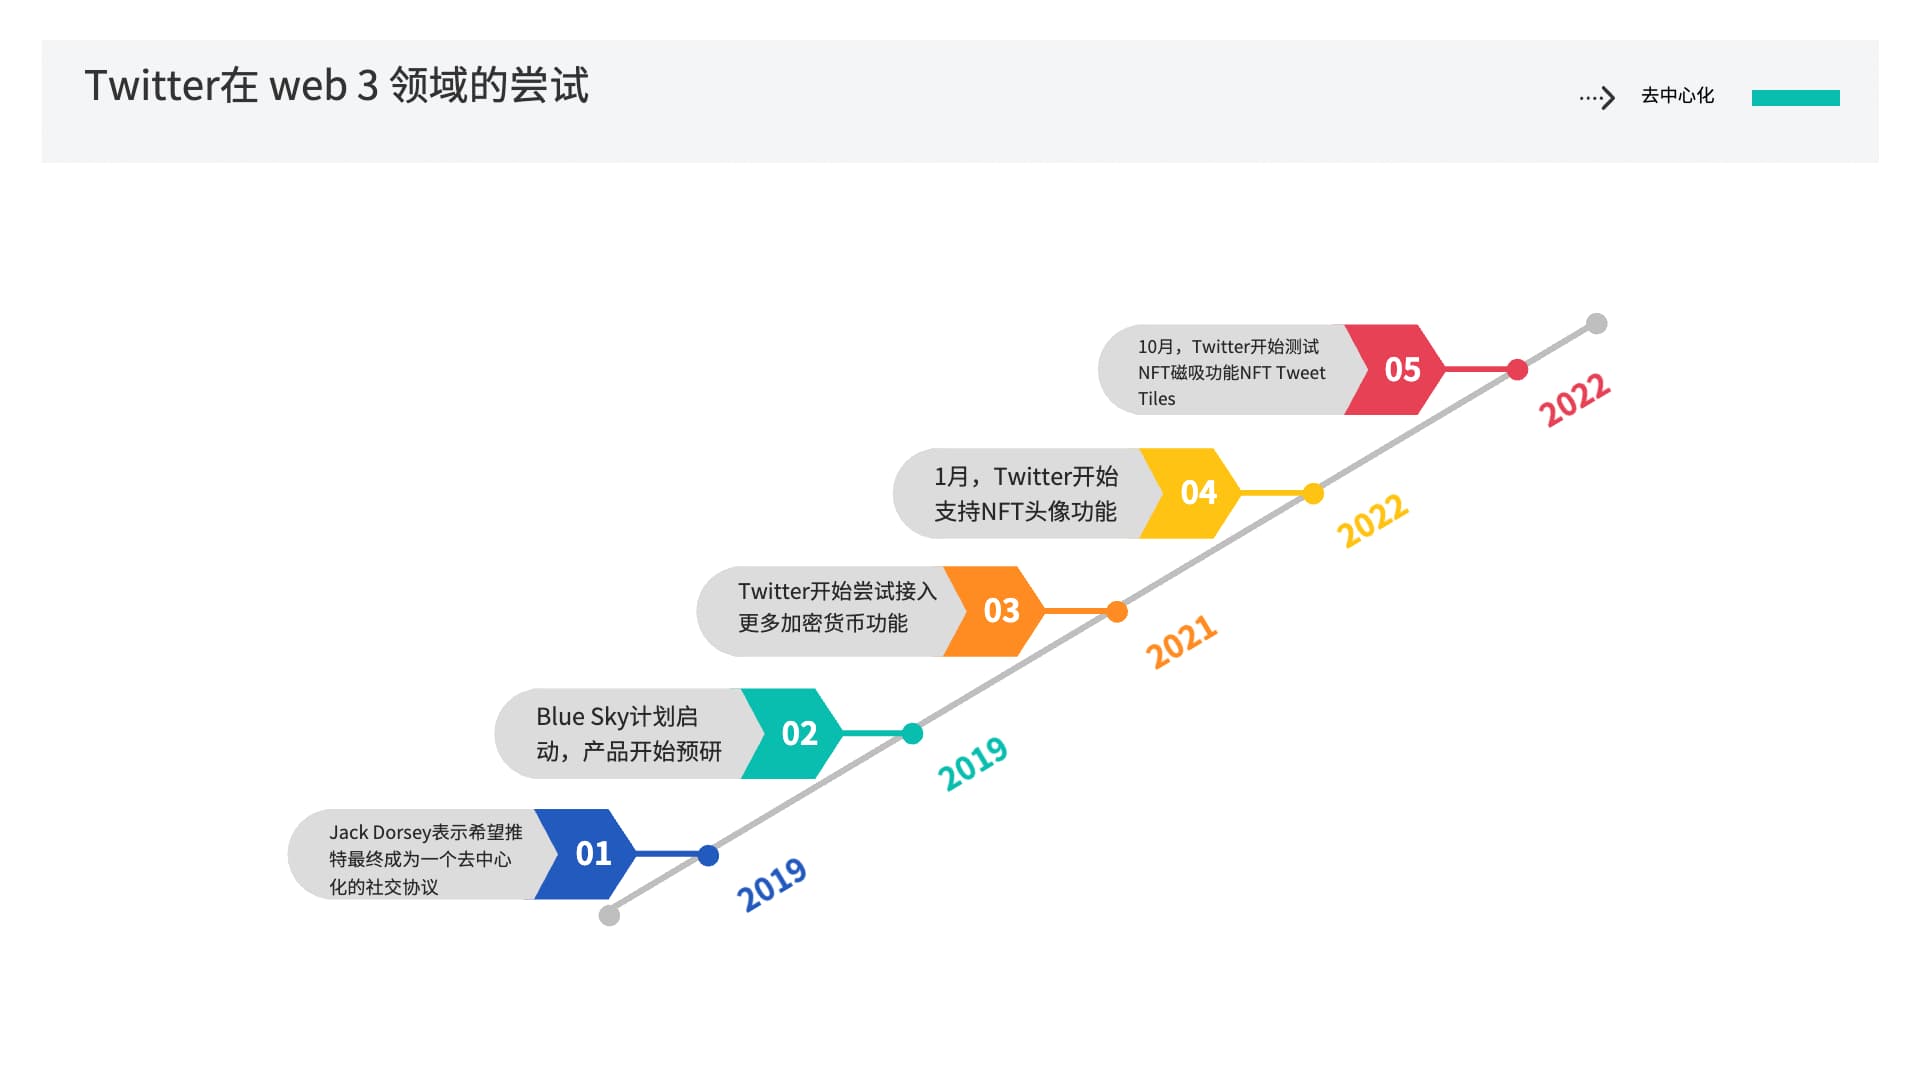 Twitter在 web 3 领域的尝试
去中心化
10月，Twitter开始测试
NFT磁吸功能NFT Tweet
Tiles
05
2022
1月，Twitter开始
支持NFT头像功能
04
2022
Twitter开始尝试接入
更多加密货币功能
03
2021
Blue Sky计划启
动，产品开始预研
02
2019
Jack Dorsey表示希望推
特最终成为一个去中心
化的社交协议
01
2019